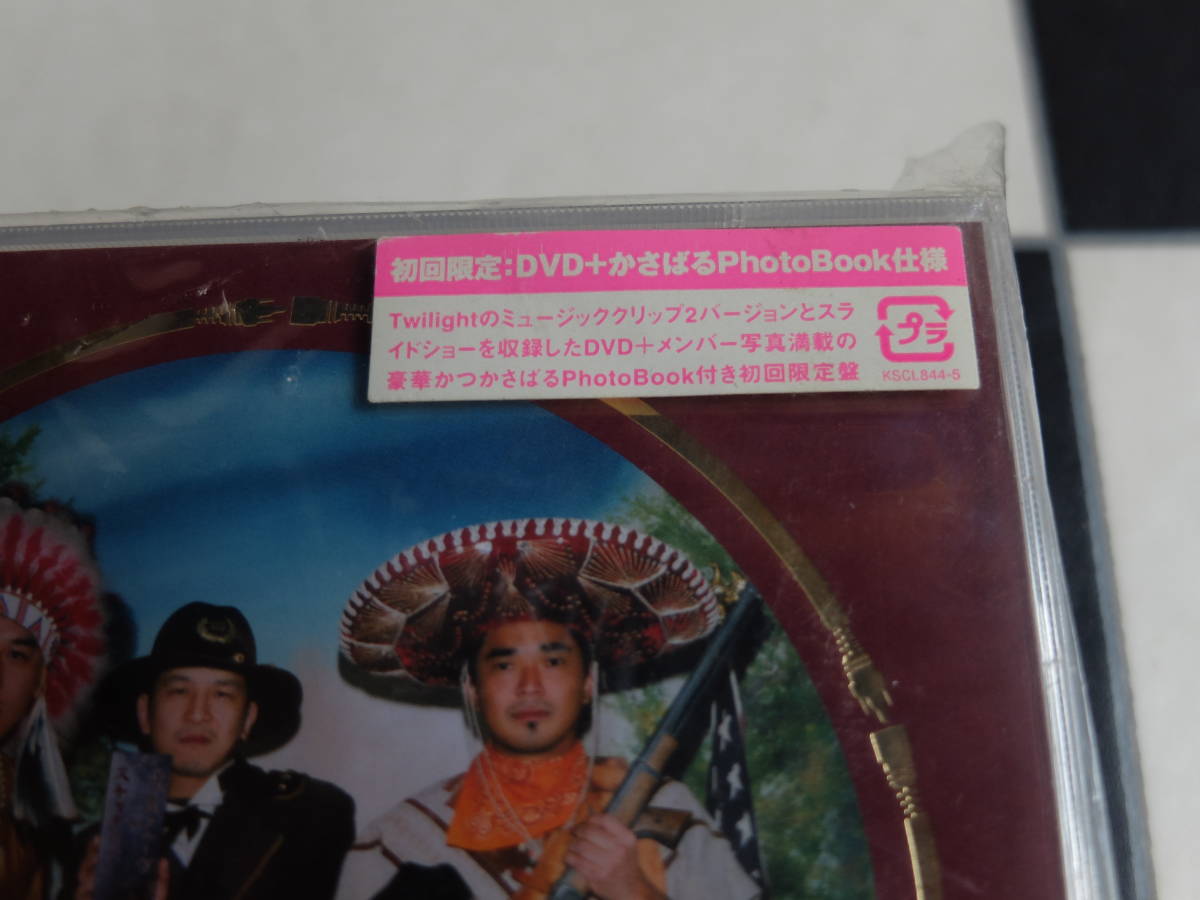 初回限定:DVD+かさばるPhotoBook仕様
Twilightのミュージッククリップ2バージョンとスラ
イドショーを収録したDVD+メンバー写真満載の
豪華かつかさばるPhotoBook付き初回限定盤
プラ
KSCL844-5